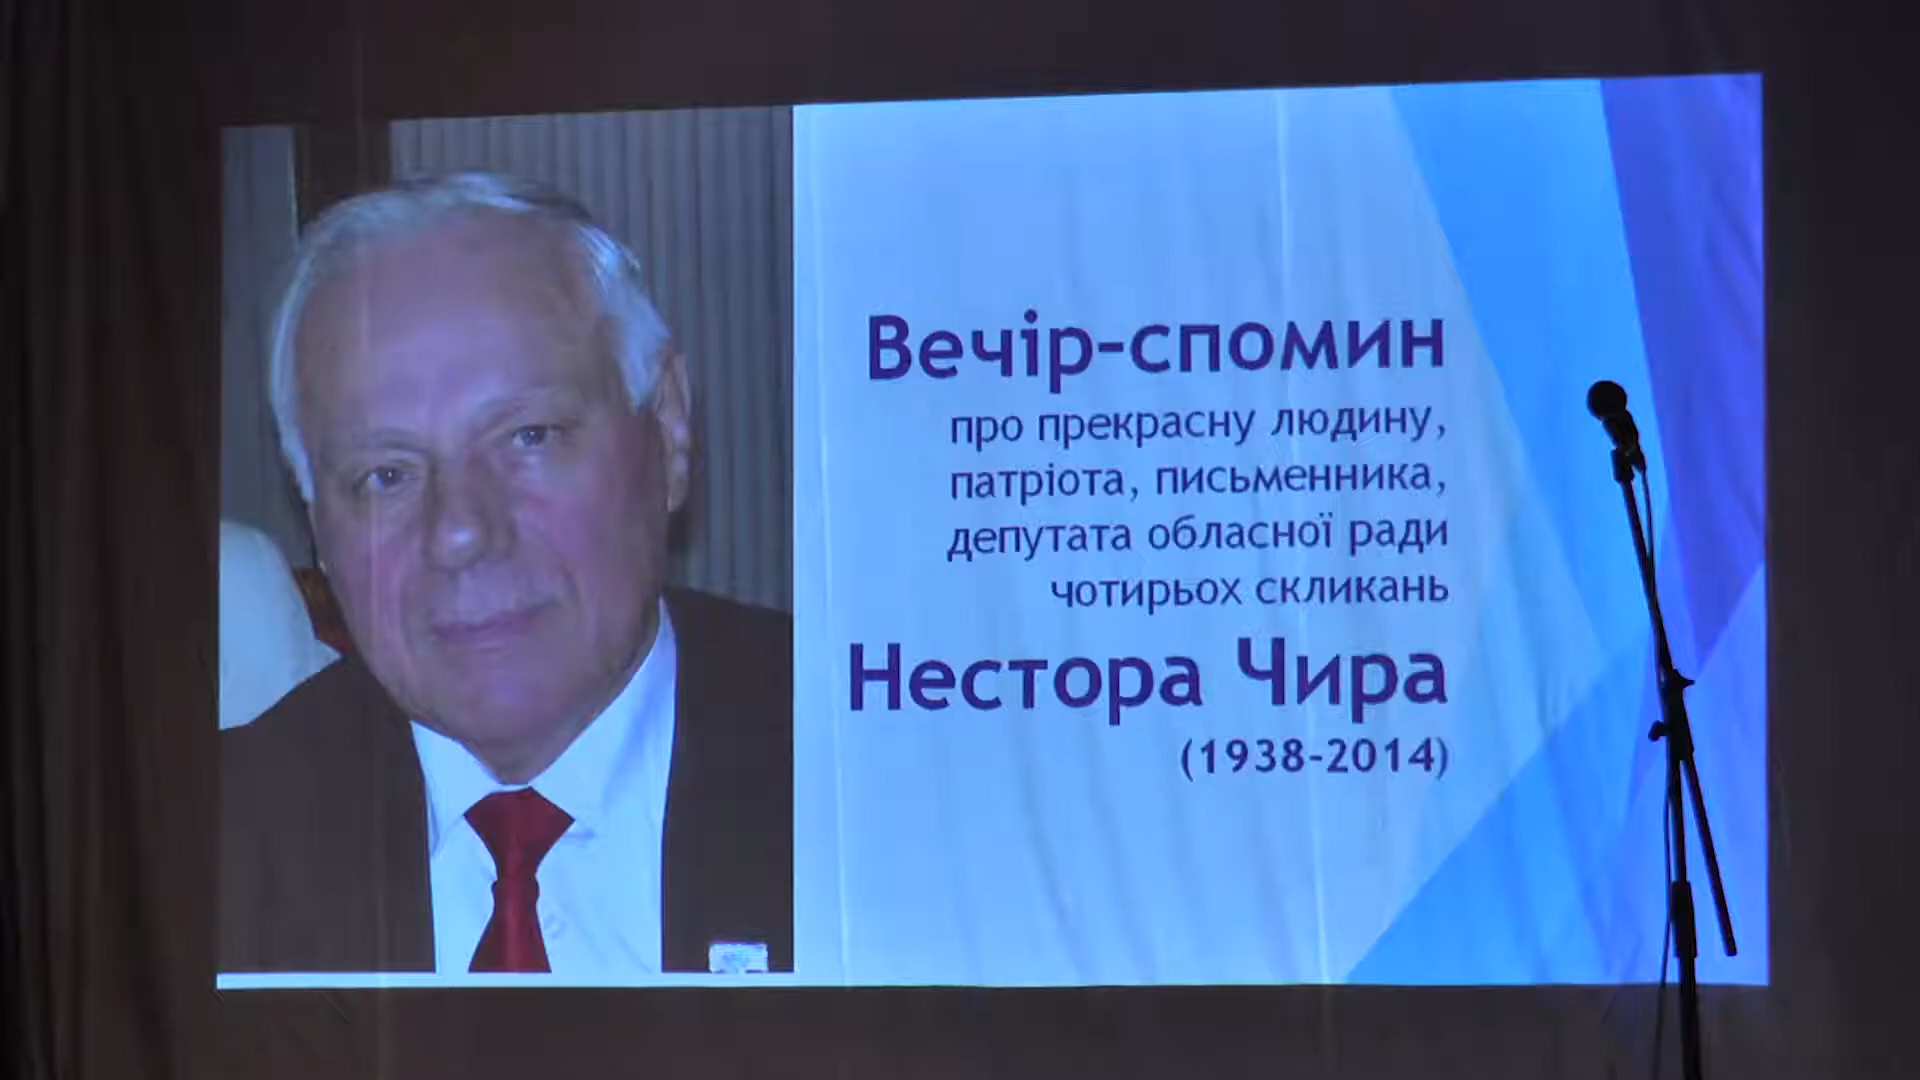 Вечір-спомин
про прекрасну людину,
патріота, письменника,
депутата обласної ради
чотирьох скликань
Нестора Чира
(1938-2014)